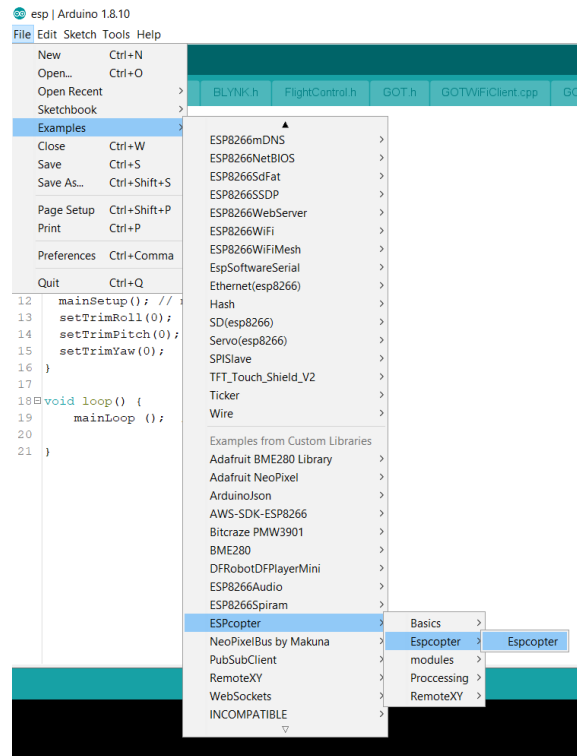 esp | Arduino 1.8.10
File Edit Sketch Tools Help
New Ctrl+N
Open... Ctrl+O
Open Recent
Sketchbook
Examples
Close Ctrl+W
Save Ctrl+S
Save As... Ctrl+Shift+S
Page Setup Ctrl+Shift+P
Print Ctrl+P
Preferences Ctrl+Comma
Quit Ctrl+Q
BLYNK.h FlightControl.h GOT.h GOTWiFiClient.cpp
ESP8266mDNS
ESP8266NetBIOS
ESP8266SdFat
ESP8266SSDP
ESP8266WebServer
ESP8266WiFi
ESP8266WiFiMesh
EspSoftwareSerial
Ethernet(esp8266)
Hash
SD(esp8266)
Servo(esp8266)
SPISlave
TFT_Touch_Shield_V2
Ticker
Wire
Examples from Custom Libraries
Adafruit BME280 Library
Adafruit NeoPixel
ArduinoJson
AWS-SDK-ESP8266
Bitcraze PMW3901
BME280
DFRobotDFPlayerMini
ESP8266Audio
ESP8266Spiram
ESPcopter
NeoPixelBus by Makuna
PubSubClient
RemoteXY
WebSockets
INCOMPATIBLE
Basics
Espcopter
modules
Proccessing
RemoteXY
Espcopter
12 mainSetup(); //
13 setTrimRoll(0);
14 setTrimPitch(0);
15 setTrimYaw(0);
16 }
17
18 void loop() {
19 mainLoop ();
20
21 }